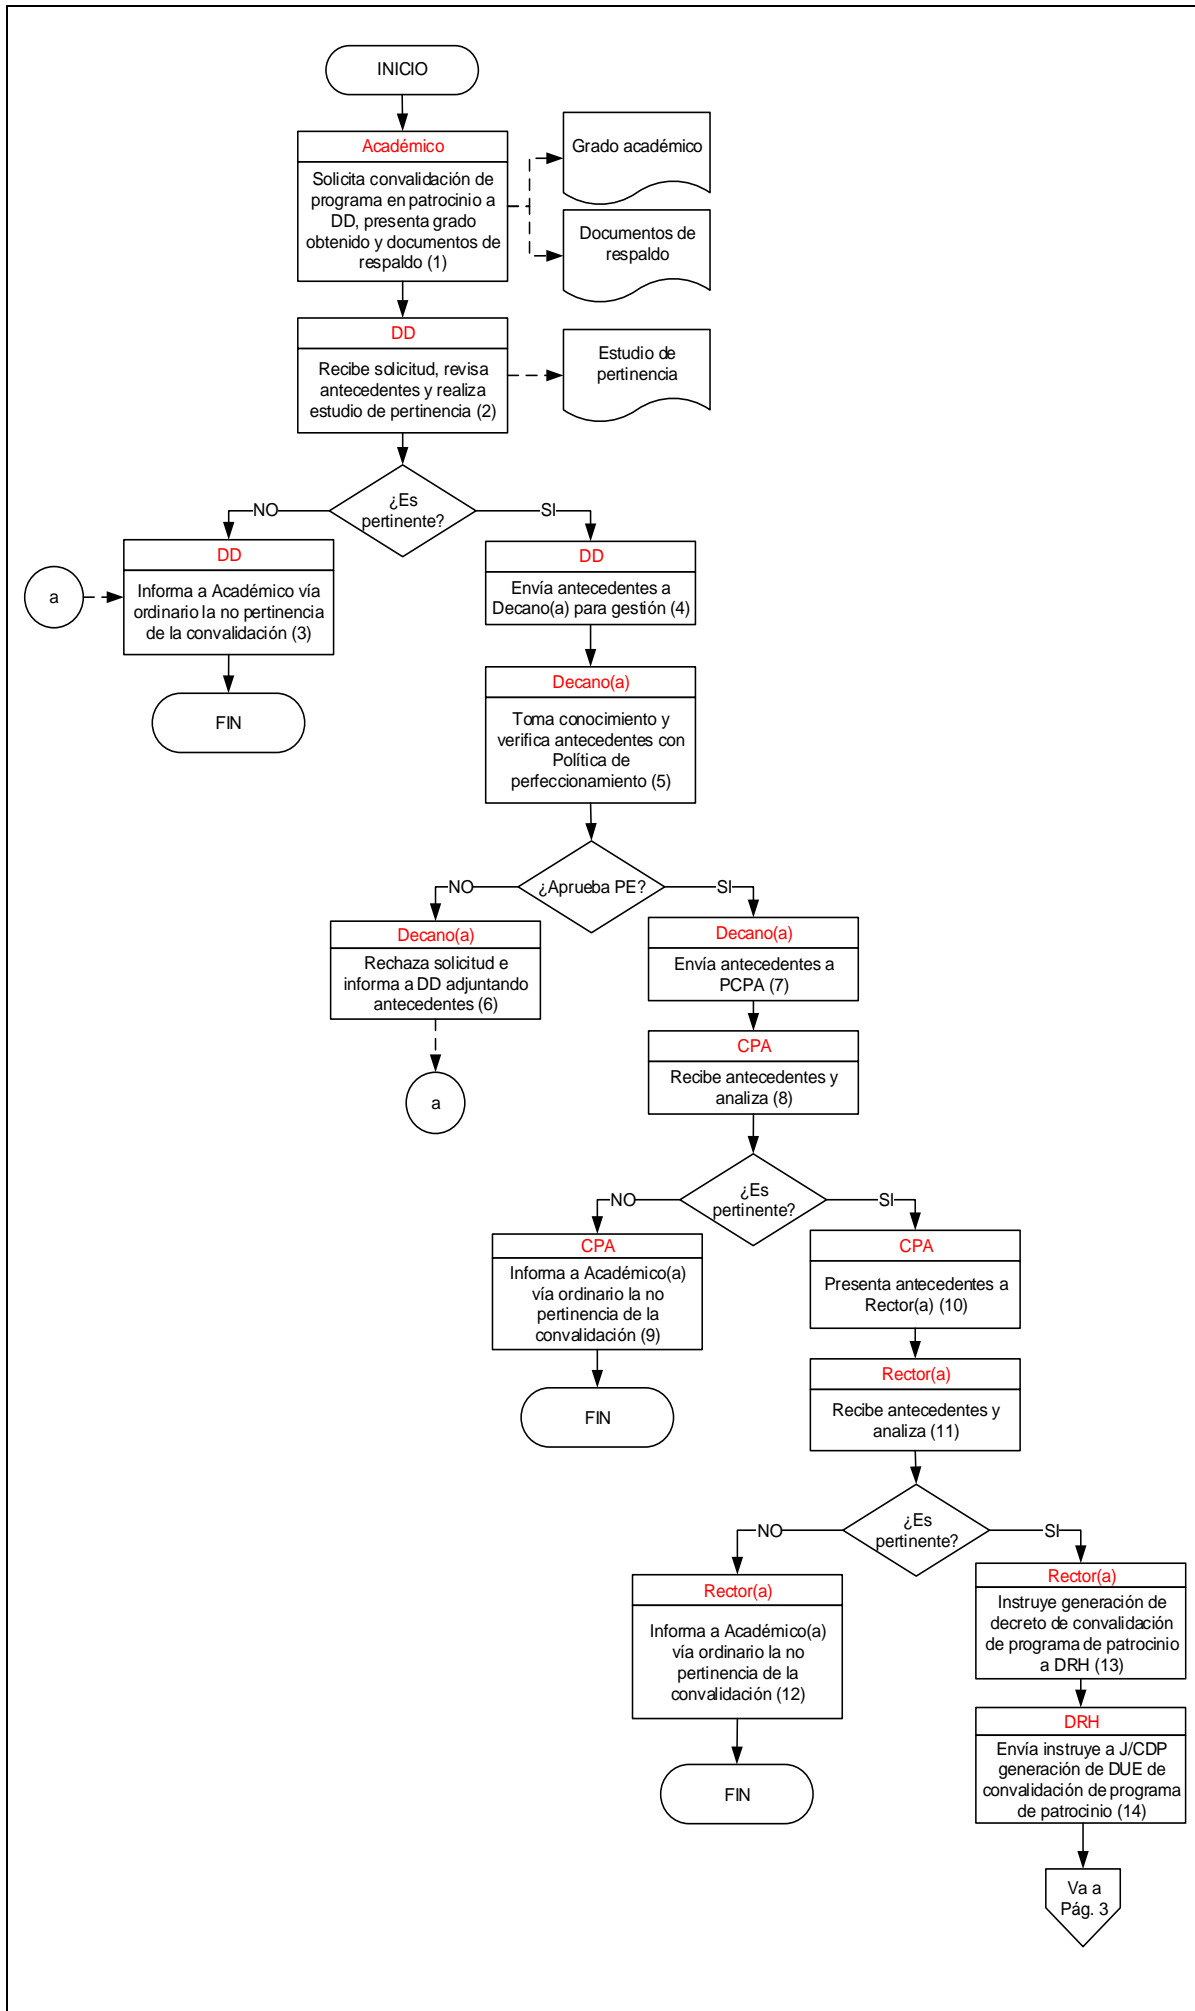 INICIO
Académico
Solicita convalidación de
programa en patrocinio a
DD, presenta grado
obtenido y documentos de
respaldo (1)
Grado académico
Documentos de
respaldo
DD
Recibe solicitud, revisa
antecedentes y realiza
estudio de pertinencia (2)
Estudio de
pertinencia
¿Es
pertinente?
NO
SI
DD
Informa a Académico vía
ordinario la no pertinencia
de la convalidación (3)
a
FIN
DD
Envía antecedentes a
Decano(a) para gestión (4)
Decano(a)
Toma conocimiento y
verifica antecedentes con
Política de
perfeccionamiento (5)
¿Aprueba PE?
NO
SI
Decano(a)
Rechaza solicitud e
informa a DD adjuntando
antecedentes (6)
a
Decano(a)
Envía antecedentes a
PCPA (7)
CPA
Recibe antecedentes y
analiza (8)
¿Es
pertinente?
NO
SI
CPA
Informa a Académico(a)
vía ordinario la no
pertinencia de la
convalidación (9)
FIN
CPA
Presenta antecedentes a
Rector(a) (10)
Rector(a)
Recibe antecedentes y
analiza (11)
¿Es
pertinente?
NO
SI
Rector(a)
Informa a Académico(a)
vía ordinario la no
pertinencia de la
convalidación (12)
FIN
Rector(a)
Instruye generación de
decreto de convalidación
de programa de patrocinio
a DRH (13)
DRH
Envía instruye a J/CDP
generación de DUE de
convalidación de programa
de patrocinio (14)
Va a
Pág. 3